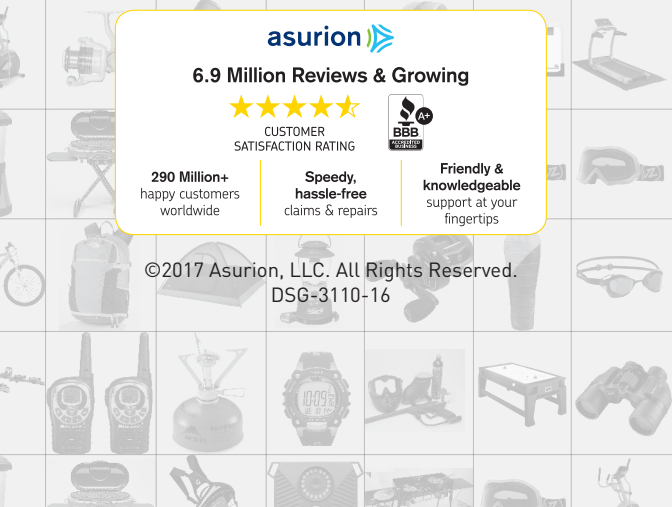 asurion
6.9 Million Reviews & Growing
CUSTOMER
SATISFACTION RATING
A+
BBB
ACCREDITED
BUSINESS
290 Million+
happy customers
worldwide
Speedy,
hassle-free
claims & repairs
Friendly &
knowledgeable
support at your
fingertips
©2017 Asurion, LLC. All Rights Reserved.
DSG-3110-16